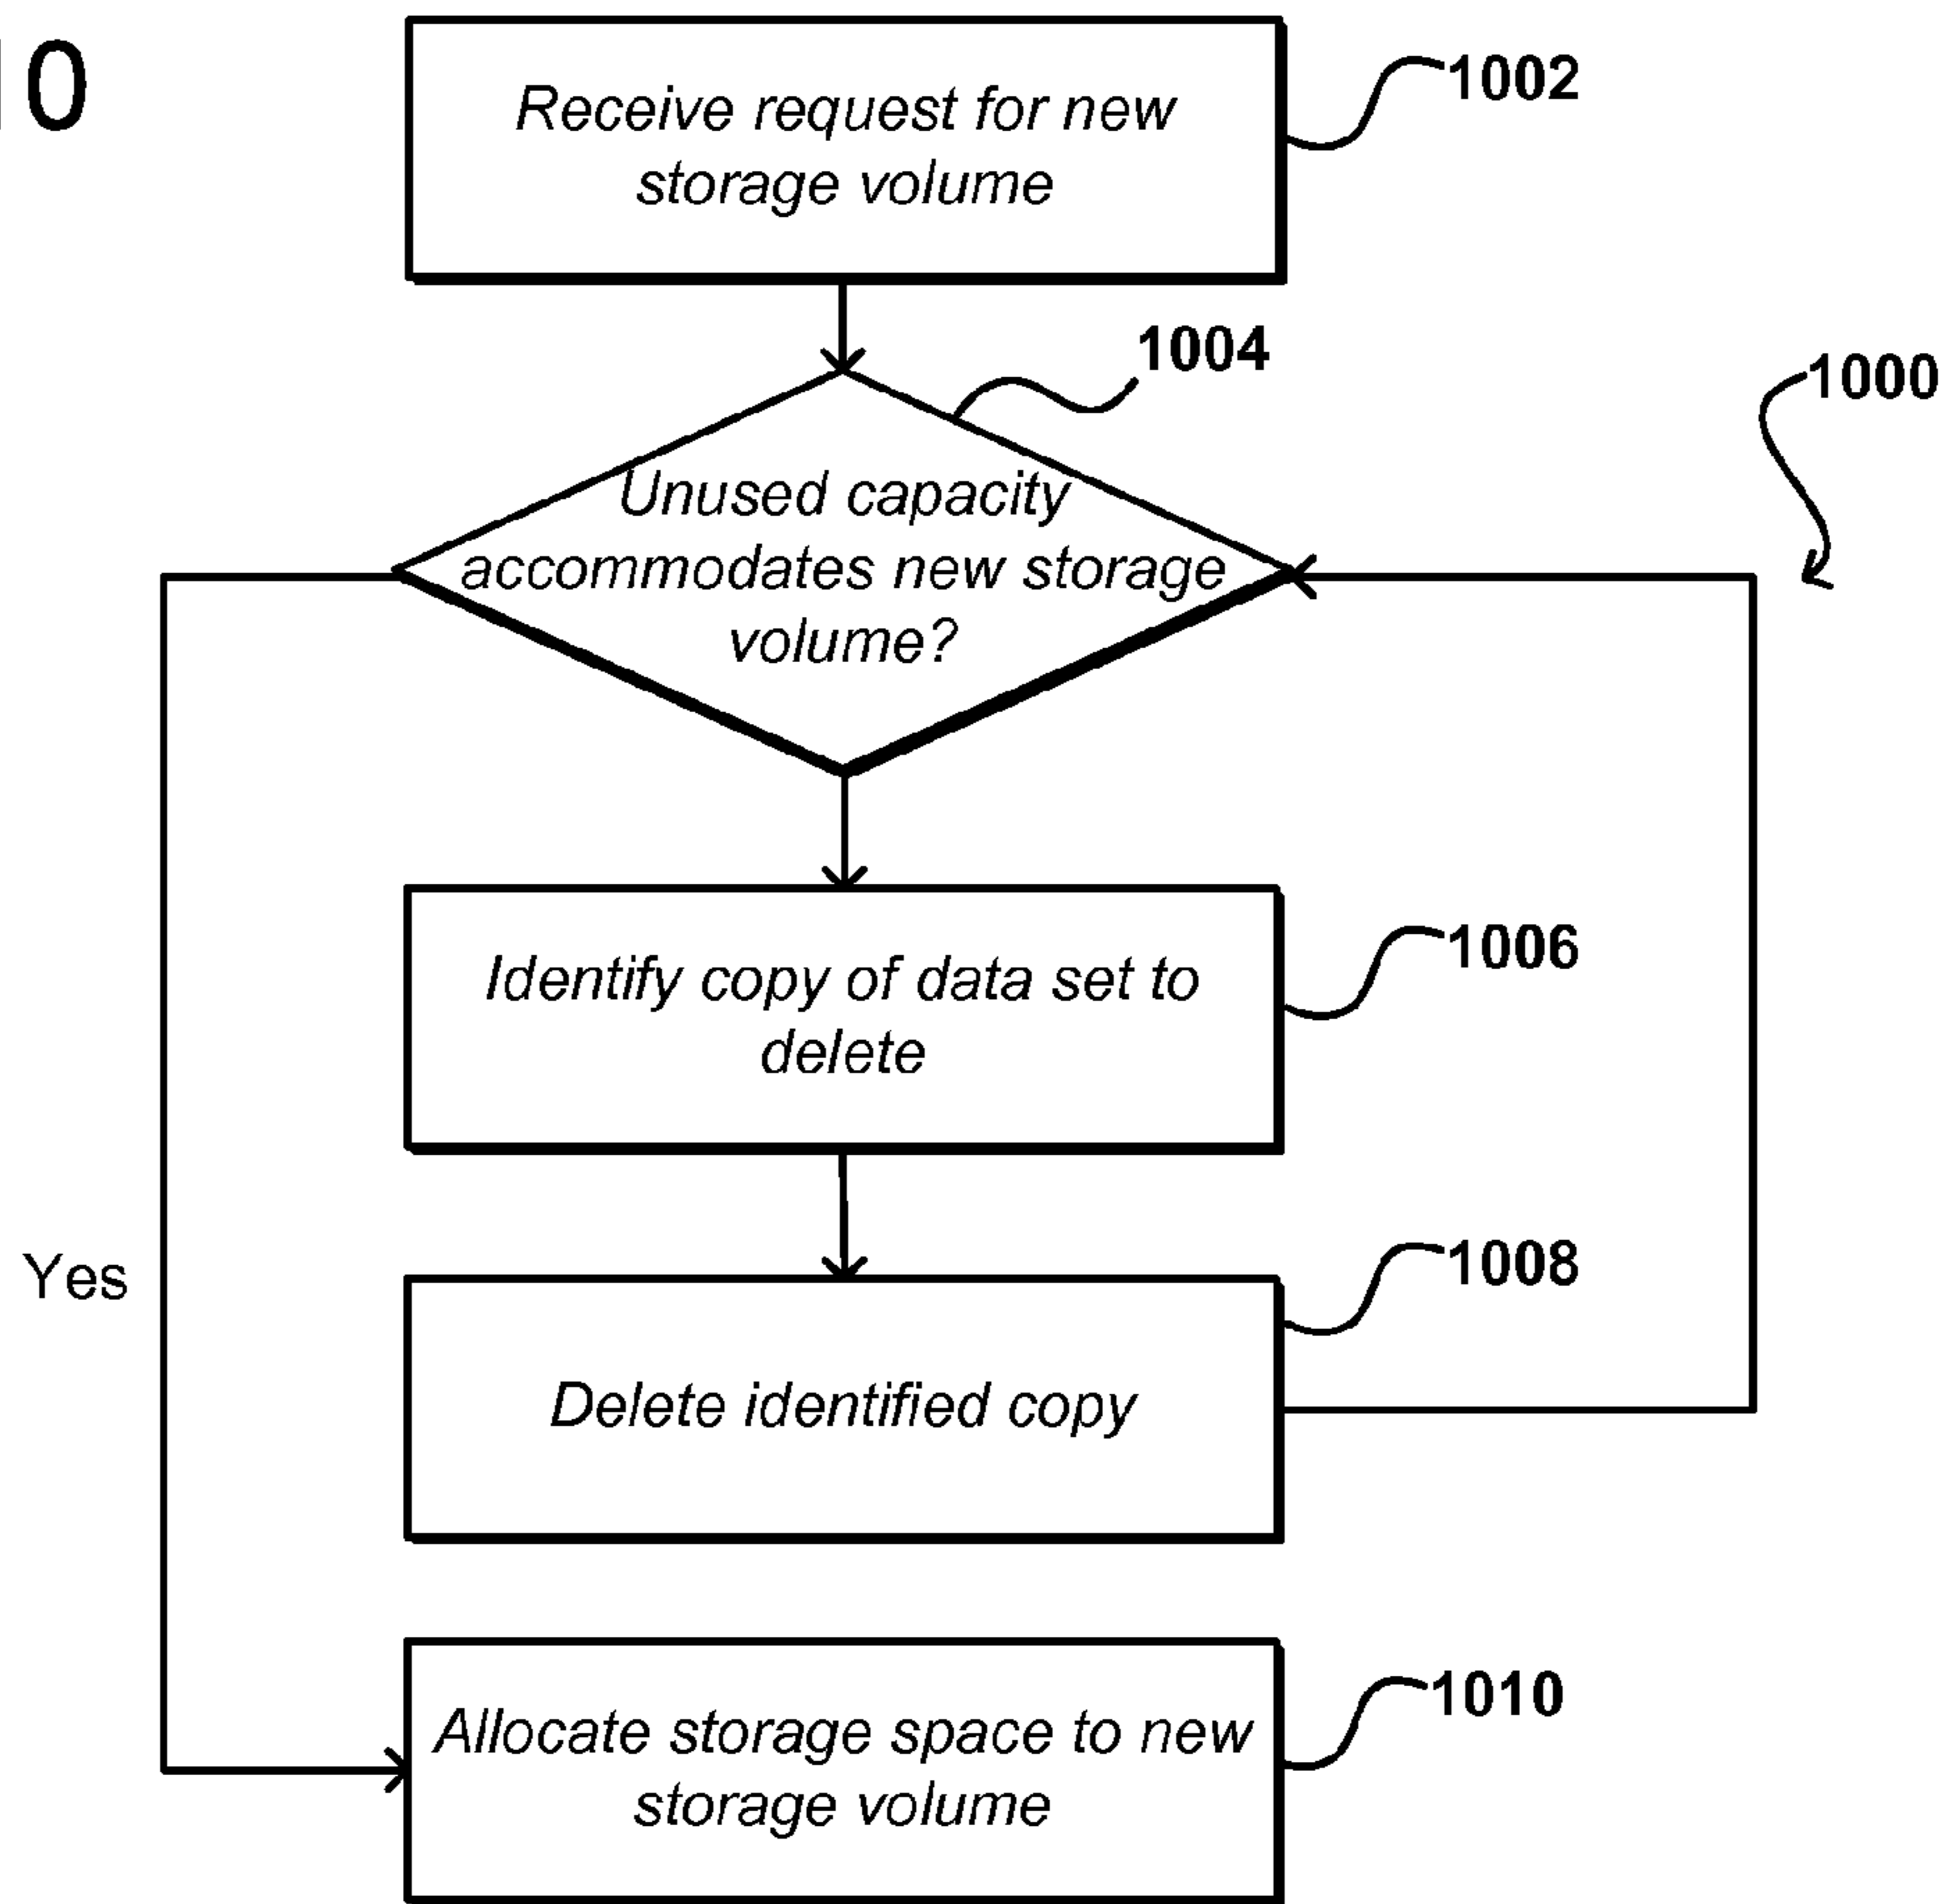 10
Receive request for new
storage volume
1002
1004
1000
Unused capacity
accommodates new storage
volume?
Identify copy of data set to
delete
1006
Yes
1008
Delete identified copy
Allocate storage space to new
storage volume
1010